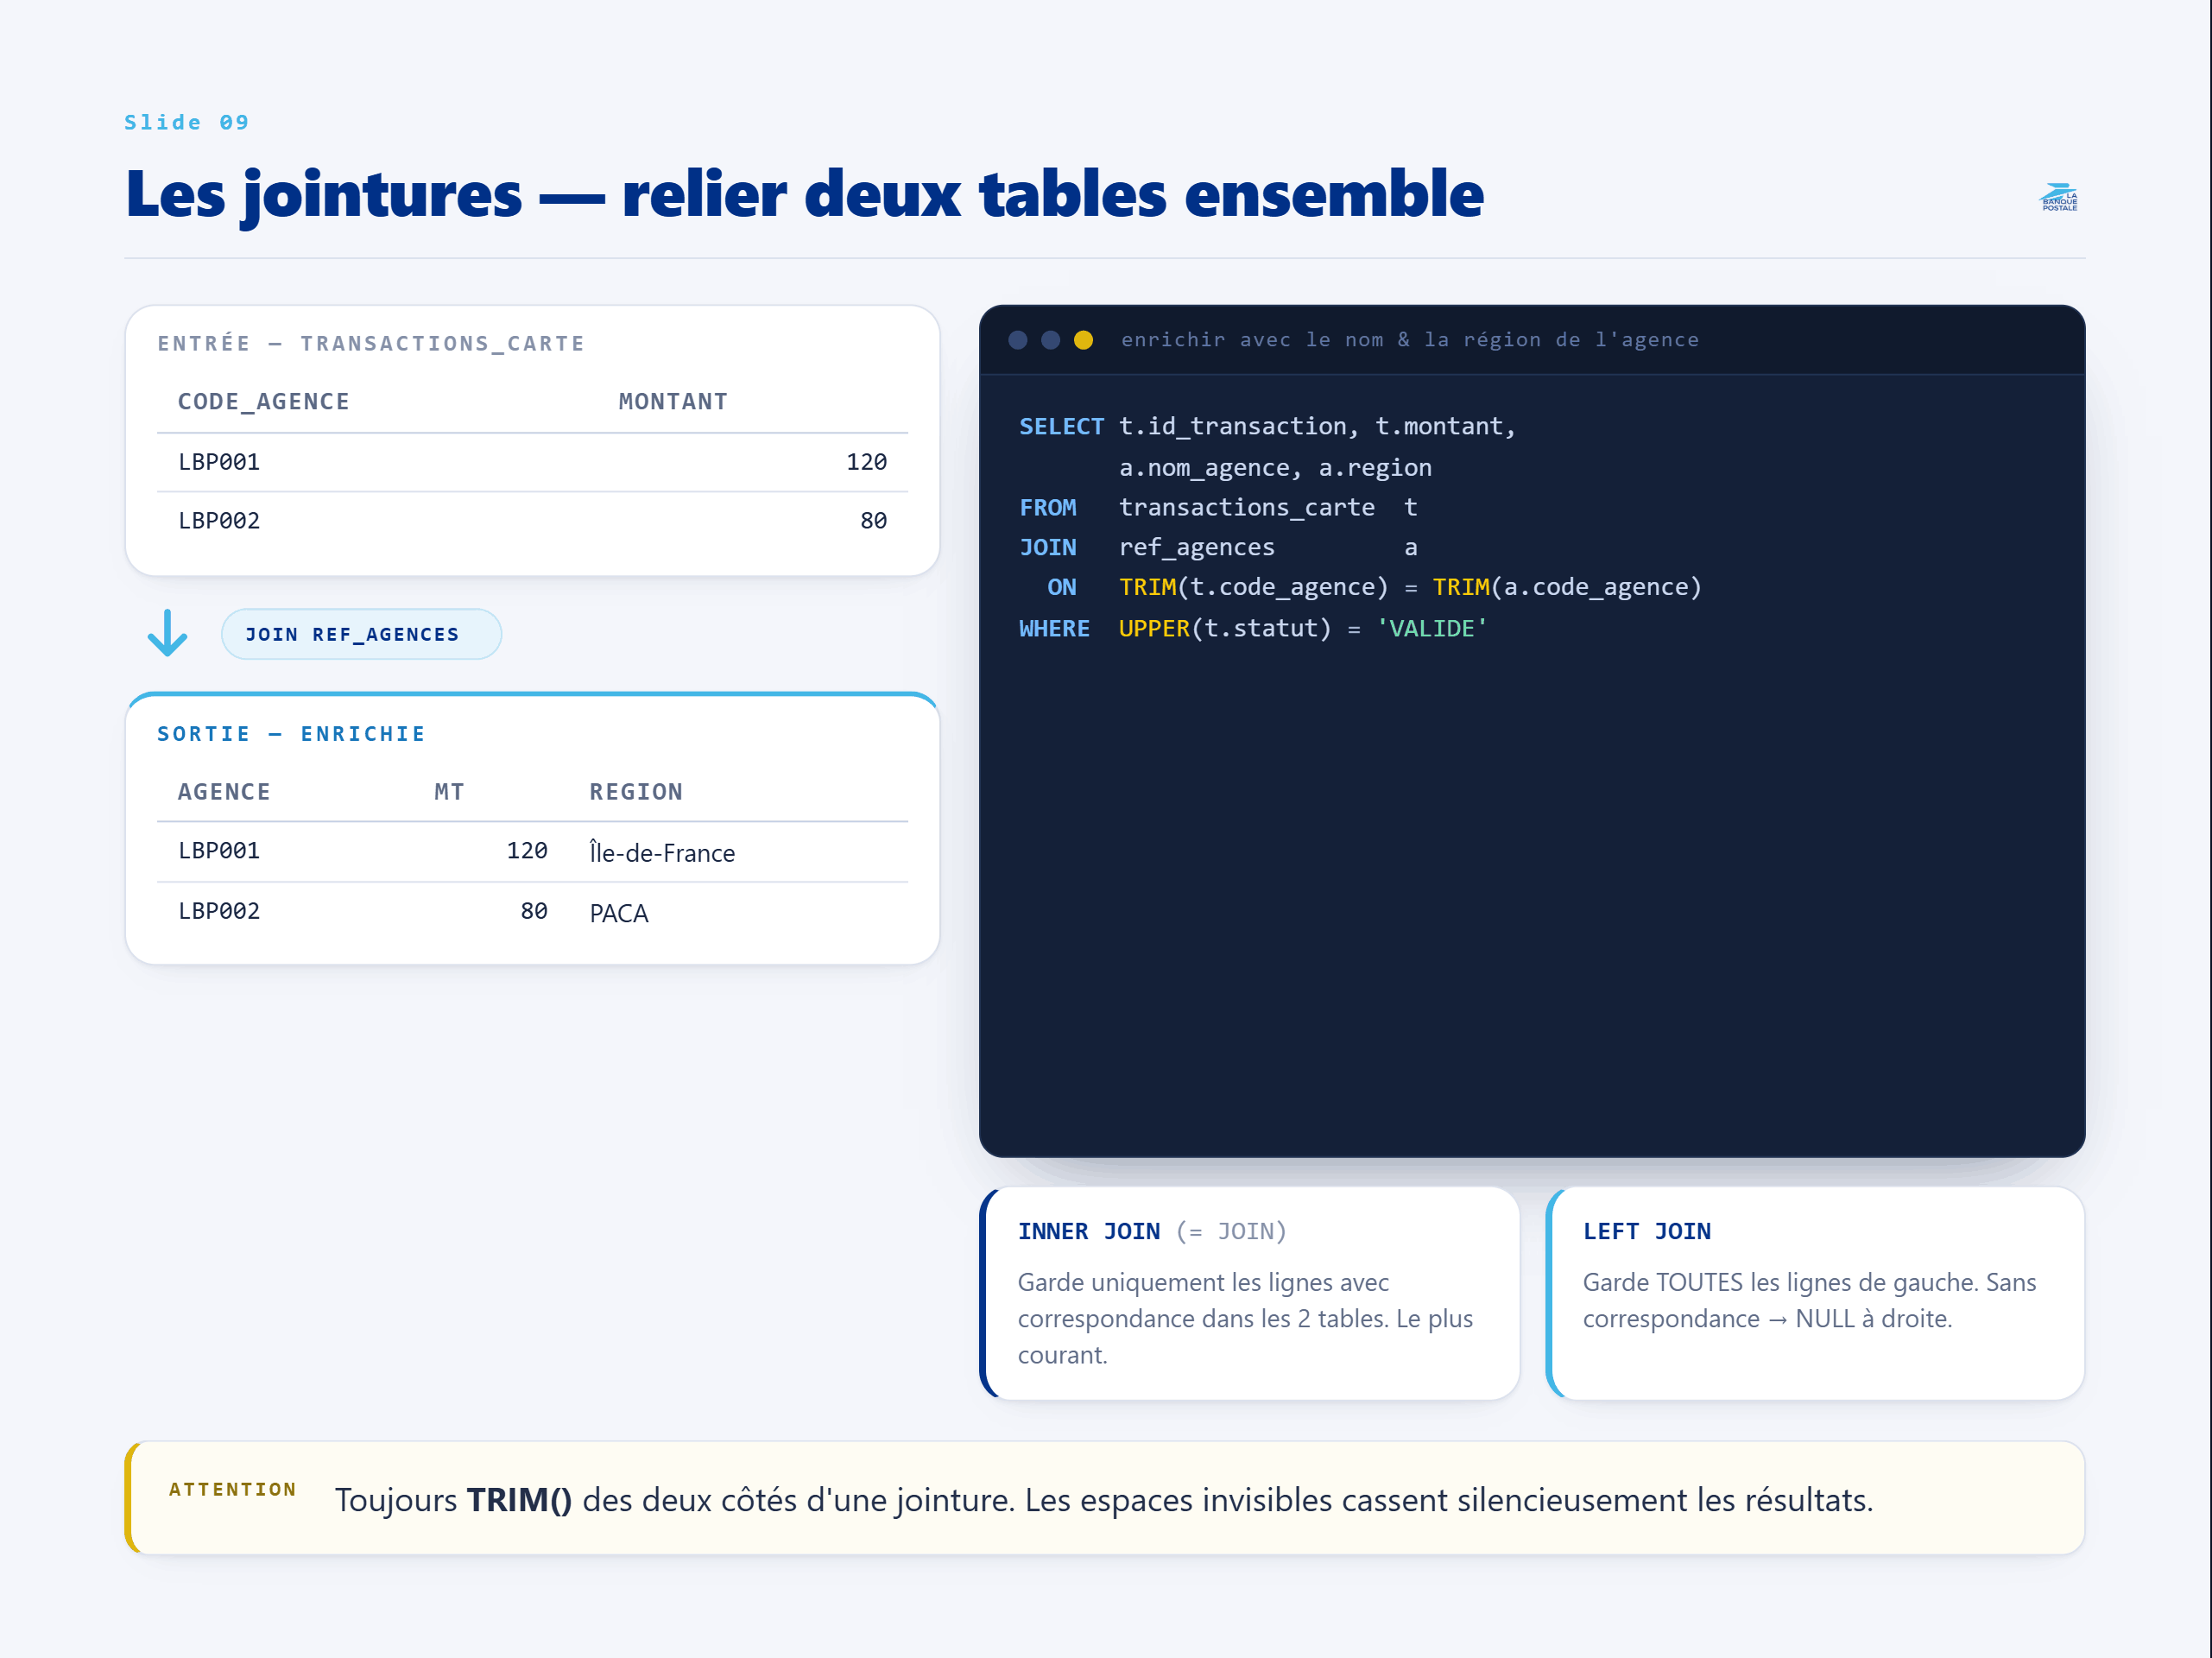 Slide 09
Les jointures — relier deux tables ensemble
LA
BANQUE
POSTALE
ENTRÉE — TRANSACTIONS_CARTE
CODE_AGENCE MONTANT
LBP001 120
LBP002 80
JOIN REF_AGENCES
SORTIE — ENRICHIE
AGENCE MT REGION
LBP001 120 Île-de-France
LBP002 80 PACA
enrichir avec le nom & la région de l'agence
SELECT t.id_transaction, t.montant,
a.nom_agence, a.region
FROM transactions_carte t
JOIN ref_agences a
ON TRIM(t.code_agence) = TRIM(a.code_agence)
WHERE UPPER(t.statut) = 'VALIDE'
INNER JOIN (= JOIN)
Garde uniquement les lignes avec
correspondance dans les 2 tables. Le plus
courant.
LEFT JOIN
Garde TOUTES les lignes de gauche. Sans
correspondance → NULL à droite.
ATTENTION
Toujours TRIM() des deux côtés d'une jointure. Les espaces invisibles cassent silencieusement les résultats.